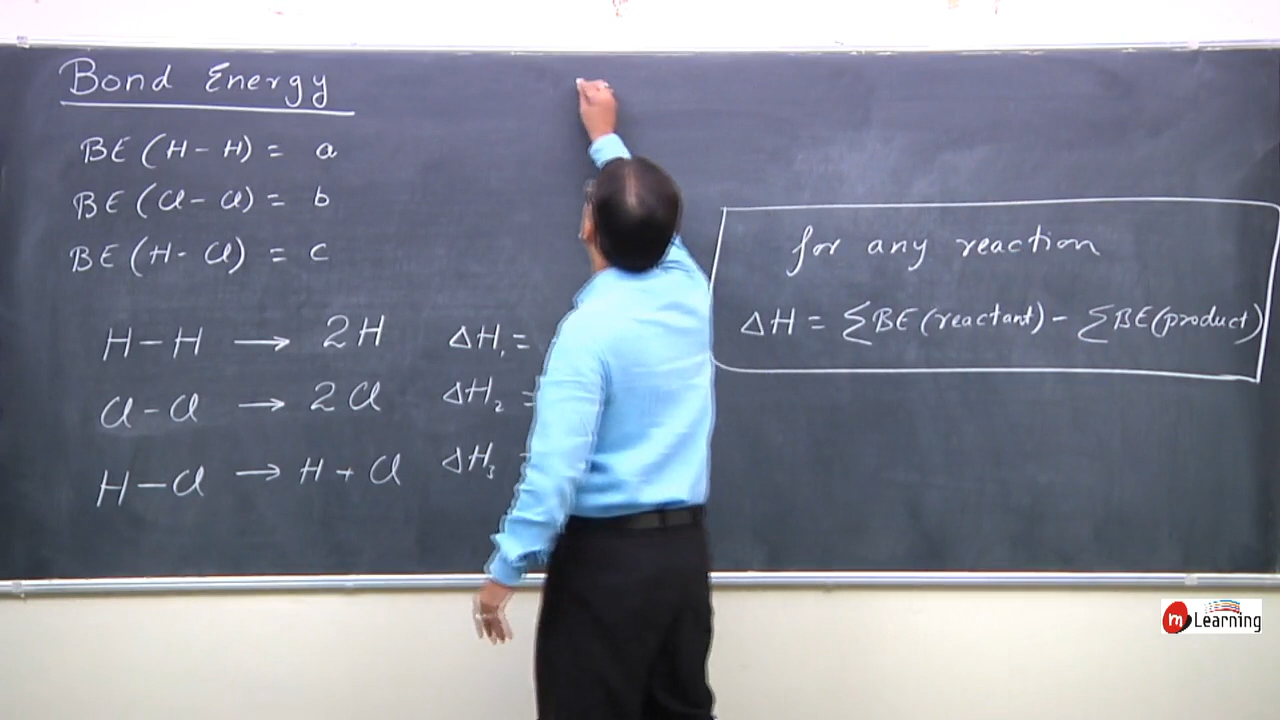 Bond Energy
BE (H - H) = a
BE (Cl - Cl) = b
BE (H - Cl) = c
H - H → 2H ΔH₁ =
Cl - Cl → 2Cl ΔH₂ =
H - Cl → H + Cl ΔH₃
for any reaction
ΔH = ΣBE(reactant) - ΣBE(product)
m Learning